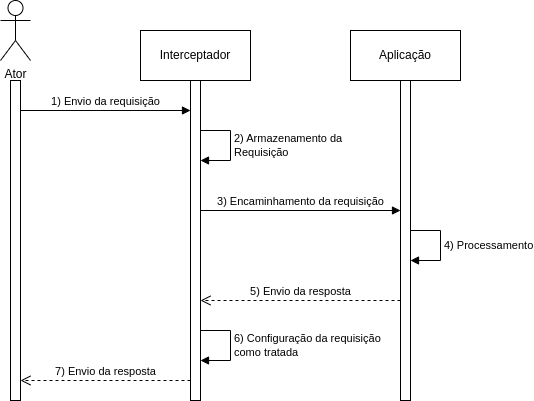 Interceptador
Aplicação
Ator
1) Envio da requisição
2) Armazenamento da
Requisição
3) Encaminhamento da requisição
4) Processamento
5) Envio da resposta
6) Configuração da requisição
como tratada
7) Envio da resposta